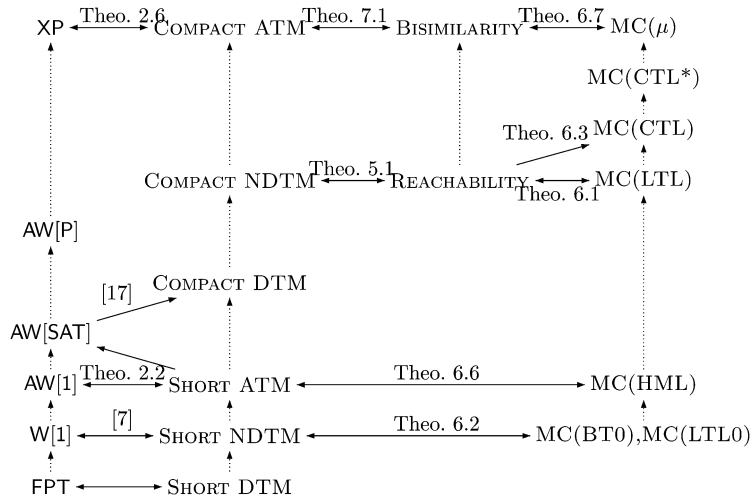 XP Theo. 2.6 COMPACT ATM Theo. 7.1 BISIMILARITY Theo. 6.7 MC(μ)
MC(CTL*)
Theo. 6.3 MC(CTL)
COMPACT NDTM Theo. 5.1 REACHABILITY Theo. 6.1 MC(LTL)
AW[P]
COMPACT DTM
[17]
AW[SAT]
AW[1] Theo. 2.2 SHORT ATM Theo. 6.6 MC(HML)
W[1] [7] SHORT NDTM Theo. 6.2 MC(BT0),MC(LTL0)
FPT SHORT DTM